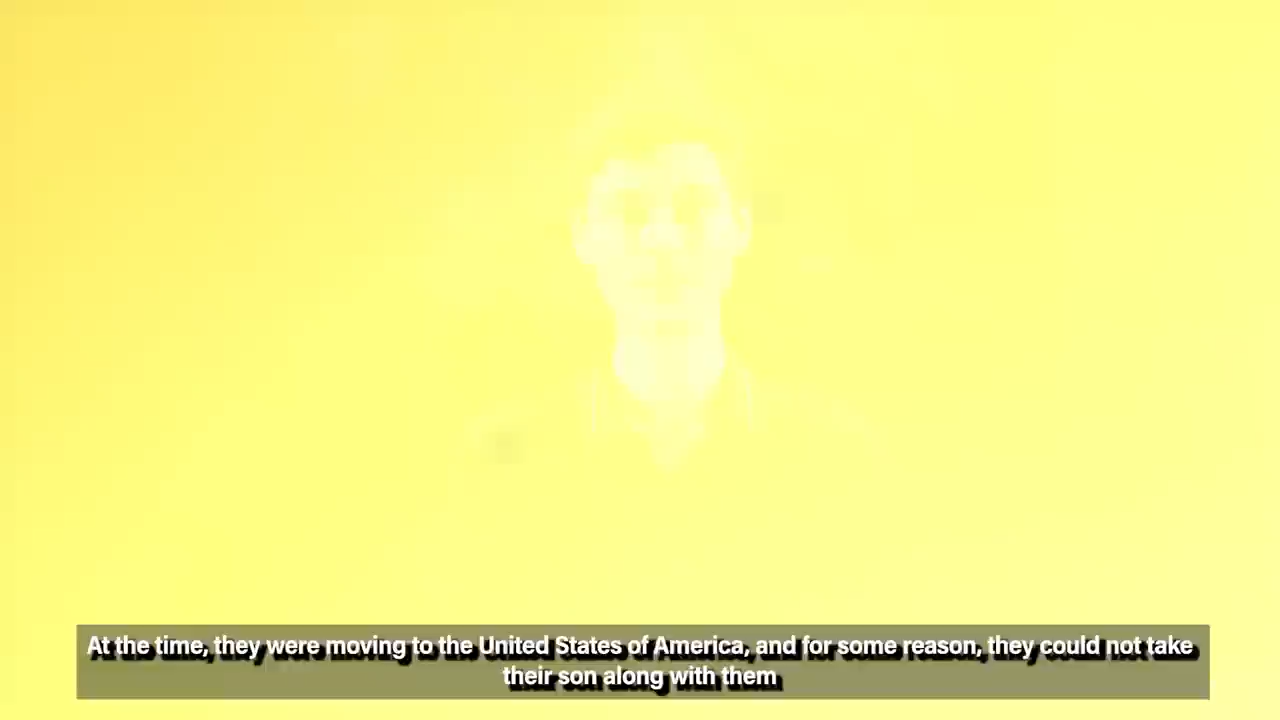 At the time, they were moving to the United States of America, and for some reason, they could not take
their son along with them